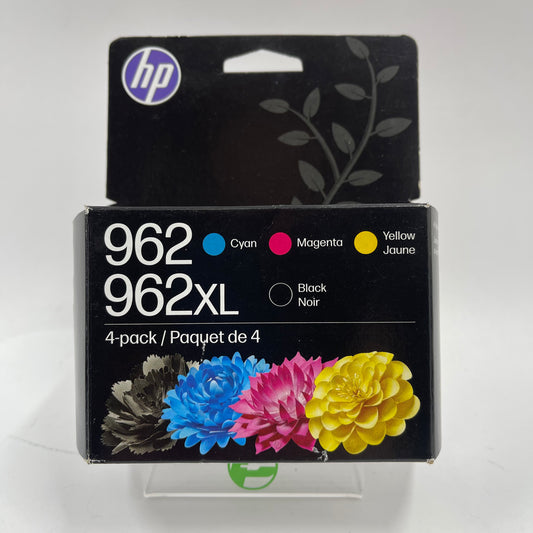 hp
962 Cyan Magenta Yellow
Jaune
962XL Black
Noir
4-pack / Paquet de 4